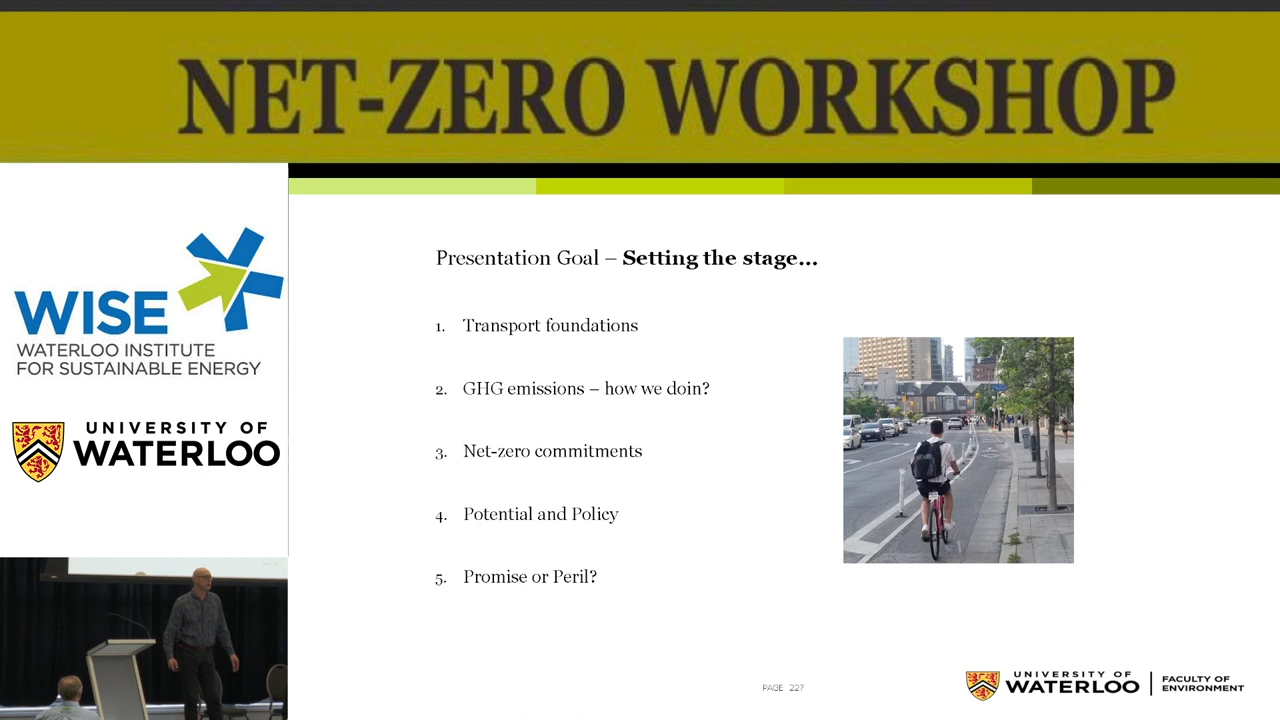 NET-ZERO WORKSHOP
WISE
WATERLOO INSTITUTE
FOR SUSTAINABLE ENERGY
UNIVERSITY OF
WATERLOO
Presentation Goal – Setting the stage...
1. Transport foundations
2. GHG emissions – how we doin?
3. Net-zero commitments
4. Potential and Policy
5. Promise or Peril?
PAGE 227
UNIVERSITY OF
WATERLOO
FACULTY OF
ENVIRONMENT